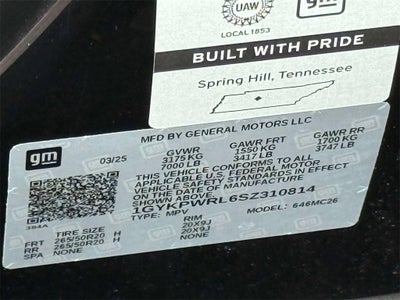 UAW
gm
LOCAL 1853
BUILT WITH PRIDE
Spring Hill, Tennessee
gm
03/25
MFD BY GENERAL MOTORS LLC
GVWR GAWR FRT GAWR RR
3175 KG 1550 KG 1700 KG
7000 LB 3417 LB 3747 LB
THIS VEHICLE CONFORMS TO ALL
APPLICABLE U.S. FEDERAL MOTOR
VEHICLE SAFETY STANDARDS IN EFFECT
ON THE DATE OF MANUFACTURE
SHOWN ABOVE.
1GYKPWRL6SZ310814
TYPE: MPV MODEL: 646MC26
TIRE SIZE RIM
FRT 265/50R20 H 20X9J
RR 265/50R20 H 20X9J
SPA NONE NONE